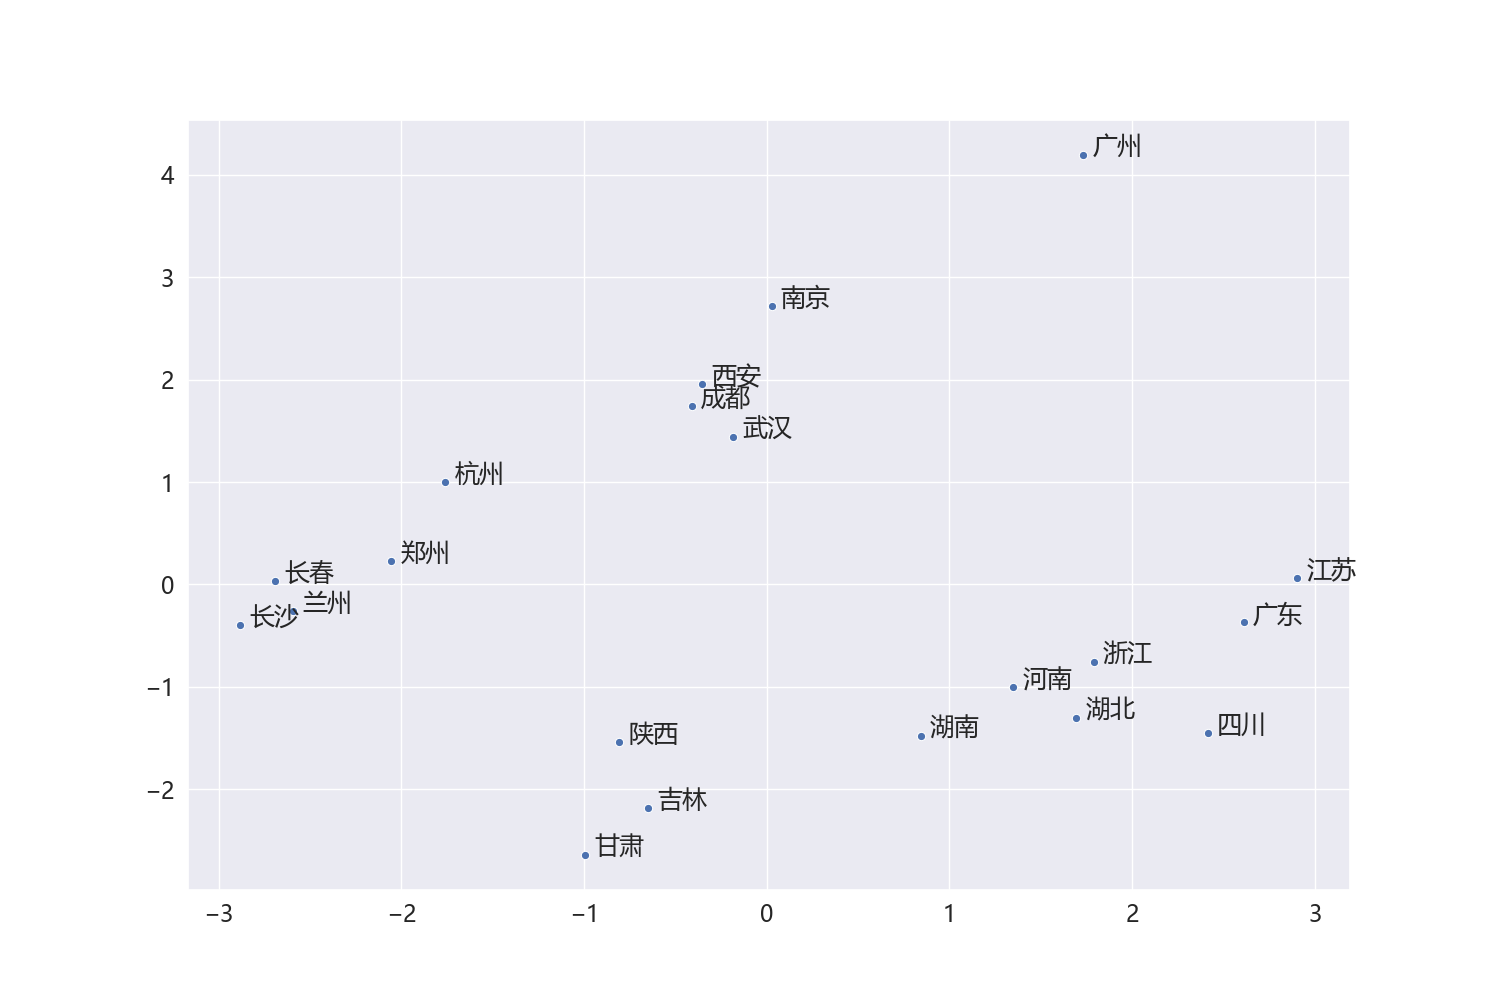 广州
4
3
南京
2
西安
成都
武汉
杭州
1
郑州
长春
0
江苏
兰州
长沙
广东
浙江
河南
−1
湖北
湖南
四川
陕西
−2
吉林
甘肃
−3 −2 −1 0 1 2 3